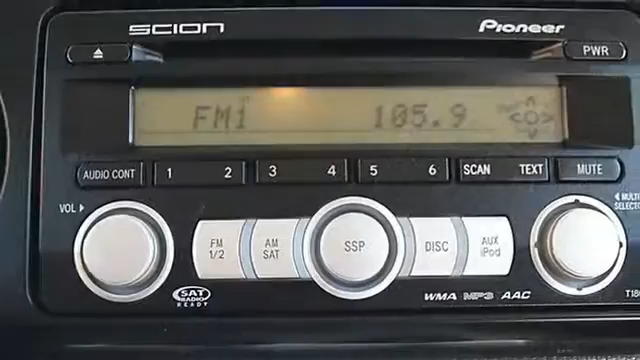 SCION Pioneer
PWR
FM1 105.9
AUDIO CONT 1 2 3 4 5 6 SCAN TEXT MUTE
VOL
MULTI
FM
1/2
AM
SAT
SSP
DISC
AUX
iPod
SAT
RADIO
READY
WMA MP3 AAC